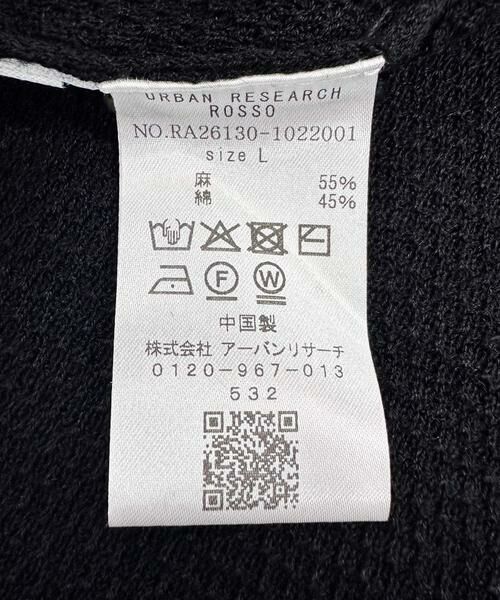 URBAN RESEARCH
ROSSO
NO.RA26130-1022001
size L
麻 55%
綿 45%
F W
中国製
株式会社 アーバンリサーチ
0120-967-013
532